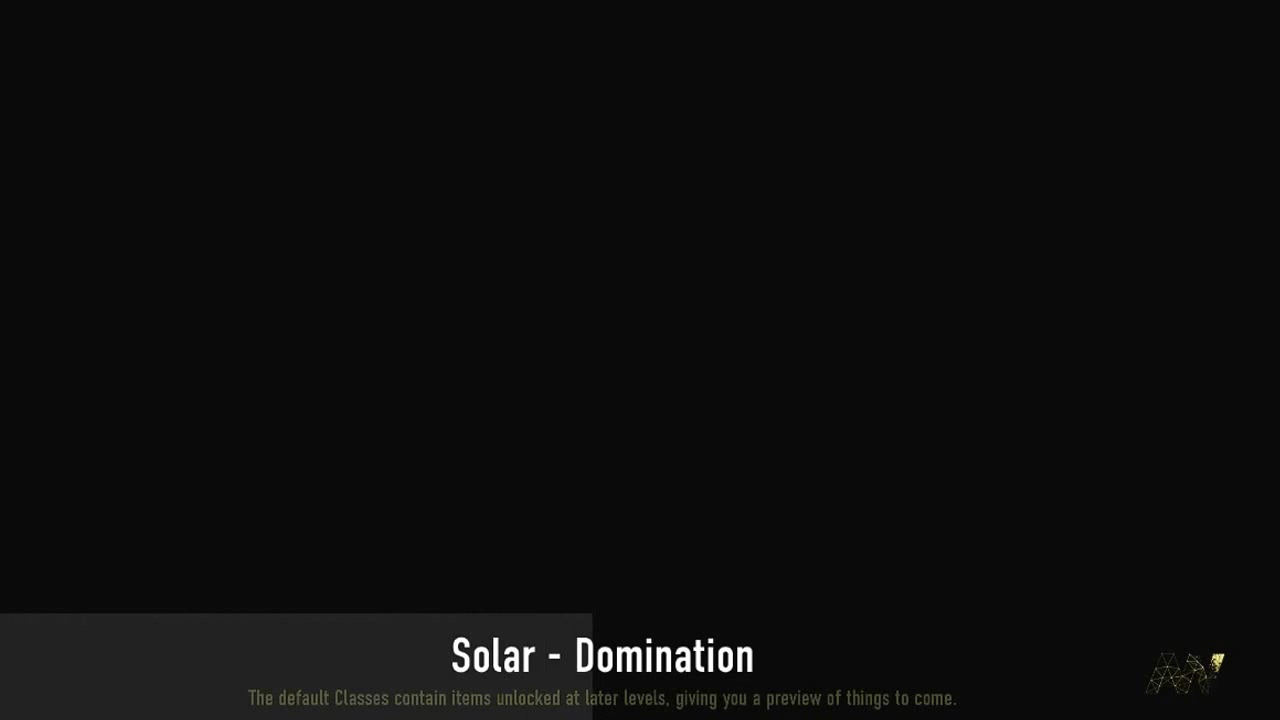 Solar - Domination
The default Classes contain items unlocked at later levels, giving you a preview of things to come.